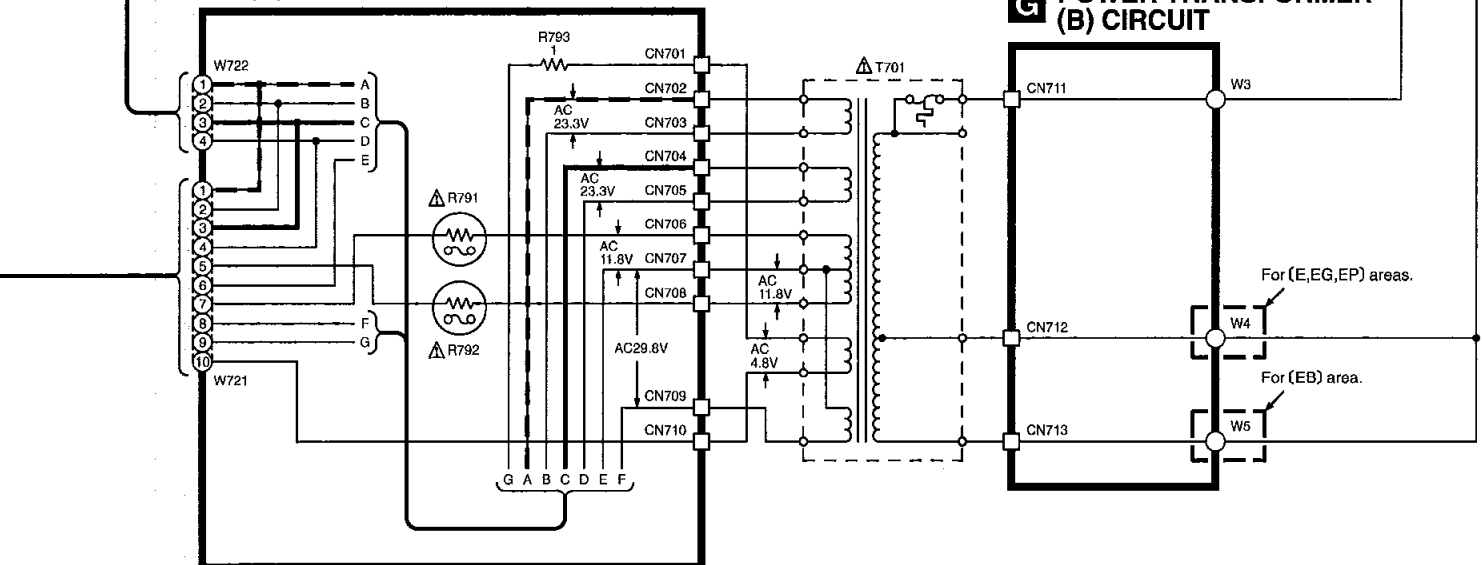 G POWER TRANSFORMER
(B) CIRCUIT
R793
1
CN701
W722
1
A
2
B
3
C
4
D
E
CN702
AC
23.3V
CN703
CN704
AC
23.3V
CN705
CN706
AC
11.8V
CN707
CN708
AC
11.8V
AC29.8V
AC
4.8V
CN709
CN710
T701
CN711
W3
CN712
W4
CN713
W5
For (E,EG,EP) areas.
For (EB) area.
R791
R792
1
2
3
4
5
6
7
8
F
9
G
10
W721
G A B C D E F